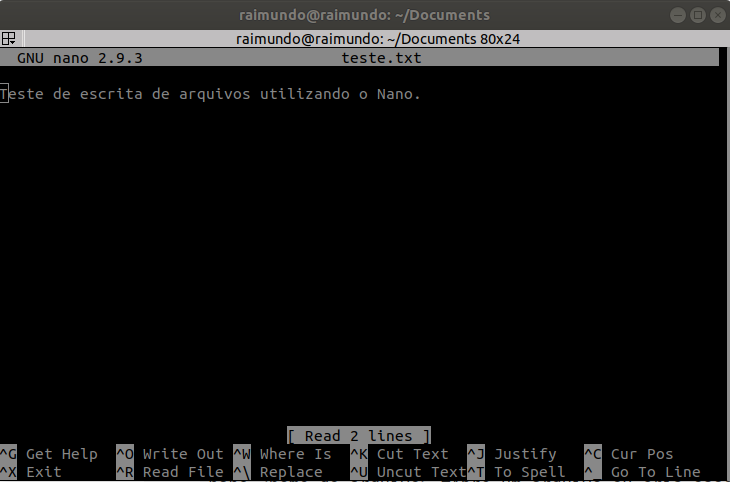 raimundo@raimundo: ~/Documents
raimundo@raimundo: ~/Documents 80x24
GNU nano 2.9.3 teste.txt
Teste de escrita de arquivos utilizando o Nano.
[ Read 2 lines ]
^G Get Help ^O Write Out ^W Where Is ^K Cut Text ^J Justify ^C Cur Pos
^X Exit ^R Read File ^\ Replace ^U Uncut Text ^T To Spell ^_ Go To Line